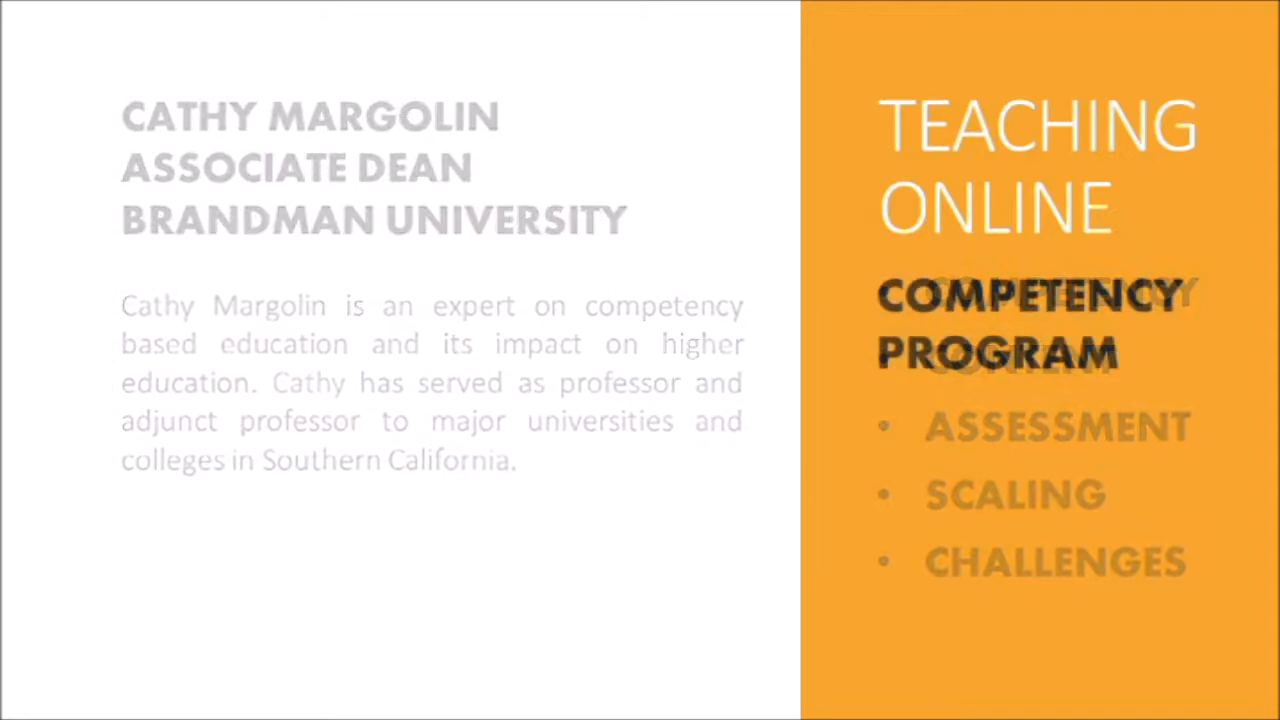 CATHY MARGOLIN
ASSOCIATE DEAN
BRANDMAN UNIVERSITY
Cathy Margolin is an expert on competency
based education and its impact on higher
education. Cathy has served as professor and
adjunct professor to major universities and
colleges in Southern California.
TEACHING
ONLINE
COMPETENCY
PROGRAM
COMPETENCY
• ASSESSMENT
• SCALING
• CHALLENGES